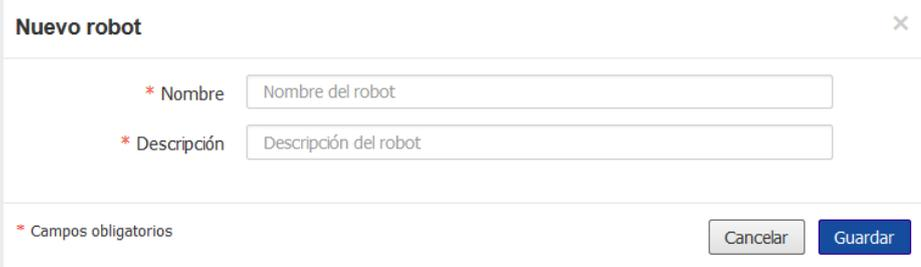 Nuevo robot ×
* Nombre Nombre del robot
* Descripción Descripción del robot
* Campos obligatorios Cancelar Guardar